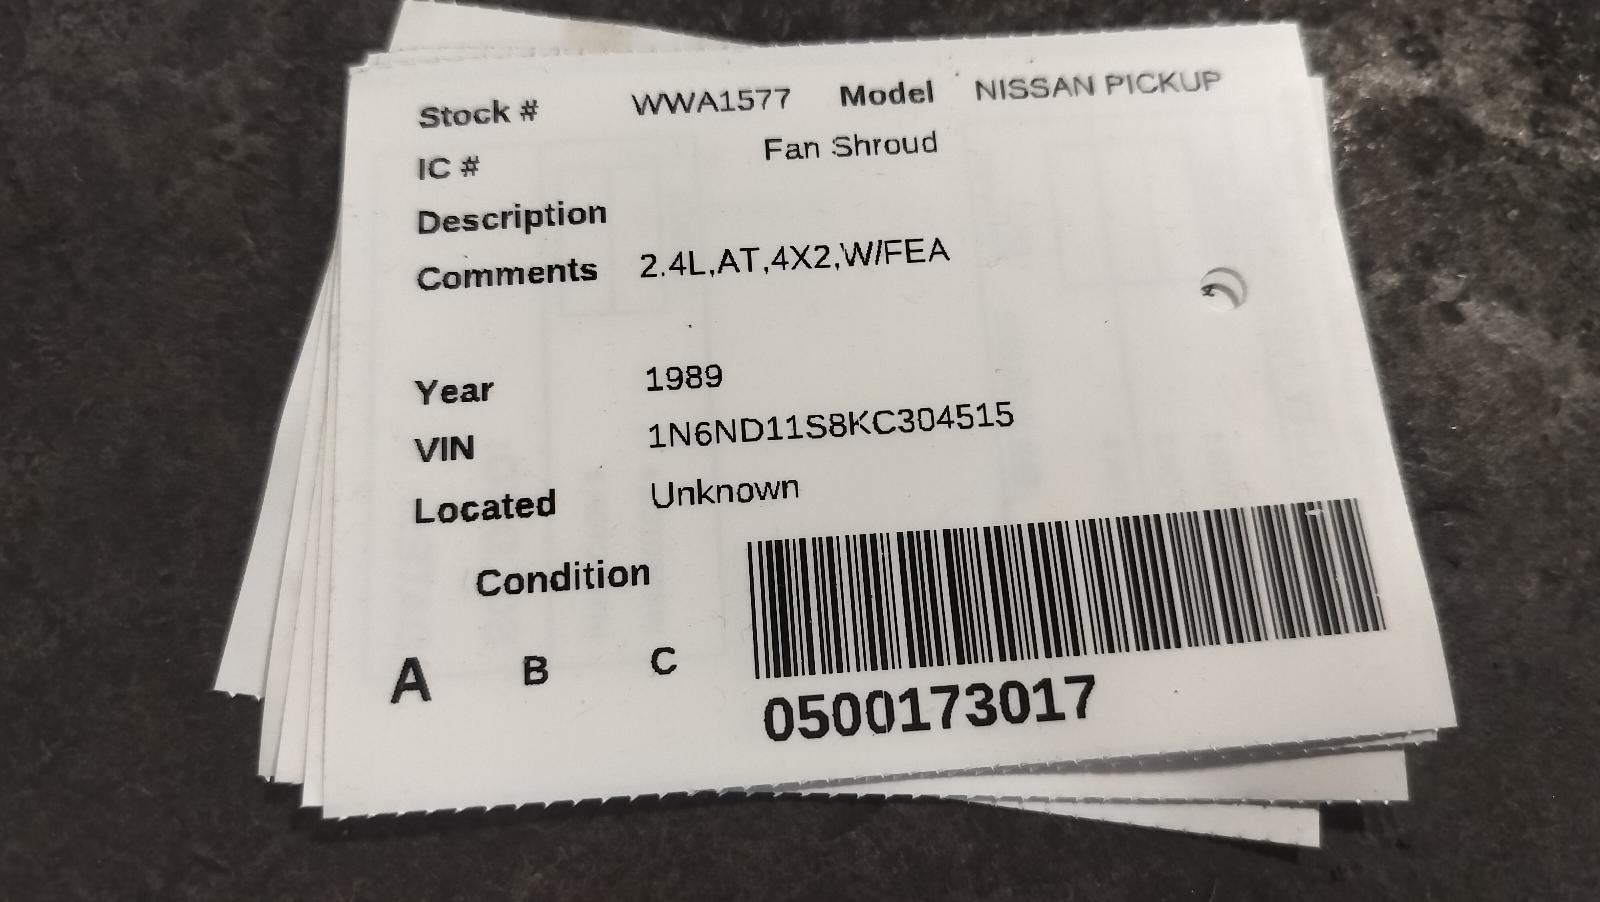 Stock # WWA1577 Model NISSAN PICKUP
IC # Fan Shroud
Description
Comments 2.4L,AT,4X2,W/FEA
Year 1989
VIN 1N6ND11S8KC304515
Located Unknown
Condition
A B C
0500173017